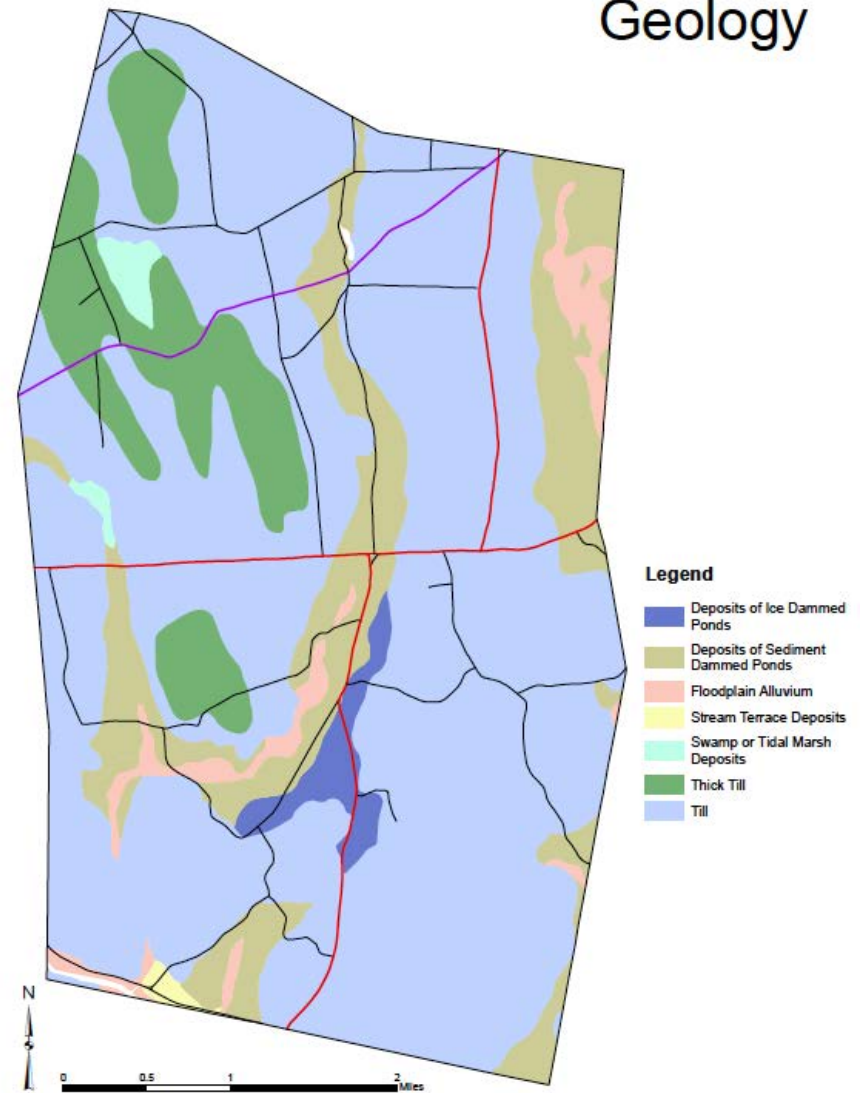 Geology
Legend
Deposits of Ice Dammed
Ponds
Deposits of Sediment
Dammed Ponds
Floodplain Alluvium
Stream Terrace Deposits
Swamp or Tidal Marsh
Deposits
Thick Till
Till
N
0 0.5 1 2
Miles